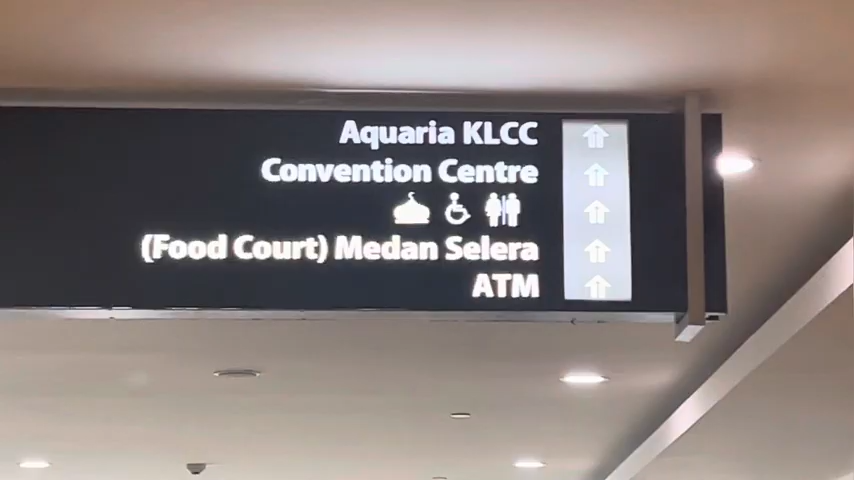 Aquaria KLCC
Convention Centre
(Food Court) Medan Selera
ATM